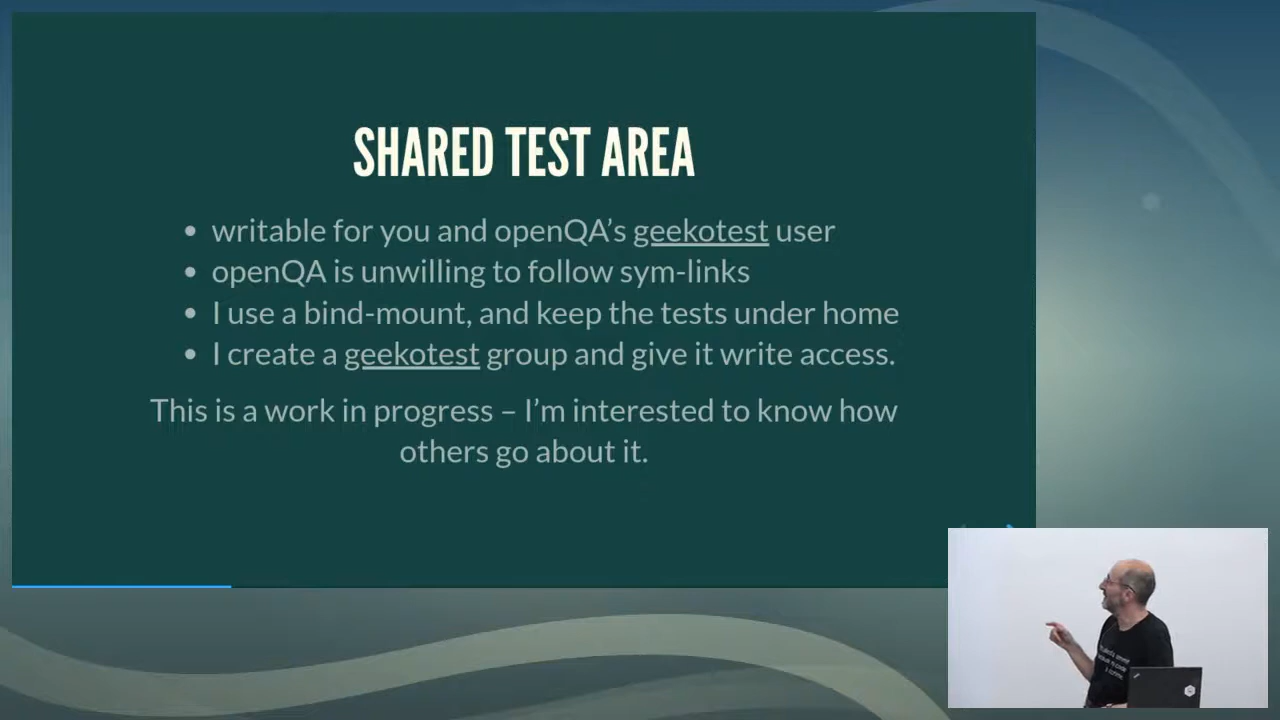 SHARED TEST AREA
• writable for you and openQA's geekotest user
• openQA is unwilling to follow sym-links
• I use a bind-mount, and keep the tests under home
• I create a geekotest group and give it write access.
This is a work in progress – I'm interested to know how
others go about it.